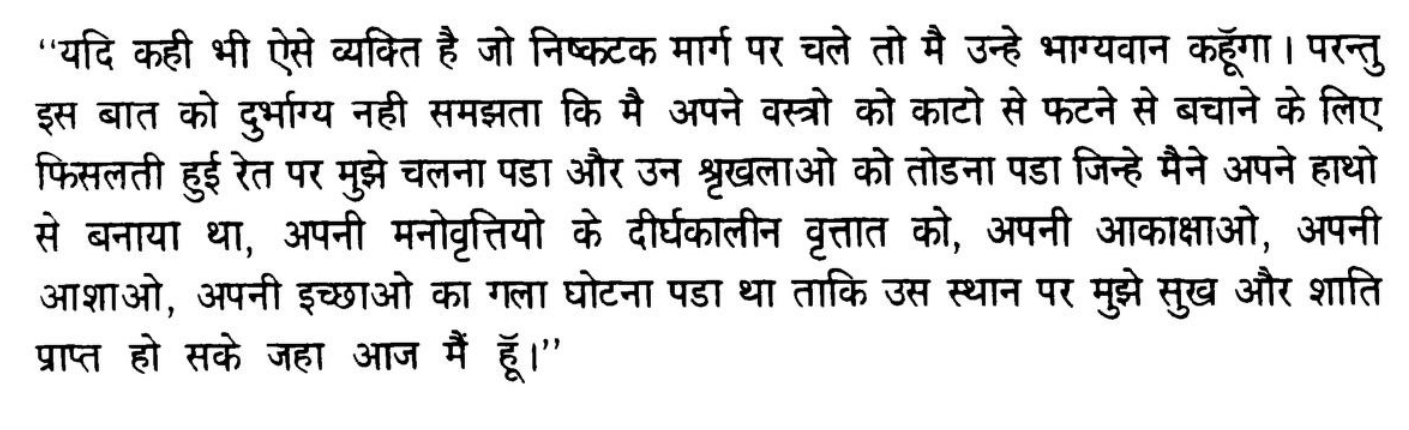 ‘‘यदि कही भी ऐसे व्यक्ति है जो निष्कटक मार्ग पर चले तो मै उन्हे भाग्यवान कहूॅगा । परन्तु
इस बात को दुर्भाग्य नही समझता कि मै अपने वस्त्रो को काटो से फटने से बचाने के लिए
फिसलती हुई रेत पर मुझे चलना पडा और उन श्रृखलाओ को तोडना पडा जिन्हे मैने अपने हाथो
से बनाया था, अपनी मनोवृत्तियो के दीर्घकालीन वृत्तात को, अपनी आकाक्षाओ, अपनी
आशाओ, अपनी इच्छाओ का गला घोटना पडा था ताकि उस स्थान पर मुझे सुख और शाति
प्राप्त हो सके जहा आज मैं हूॅ।’’